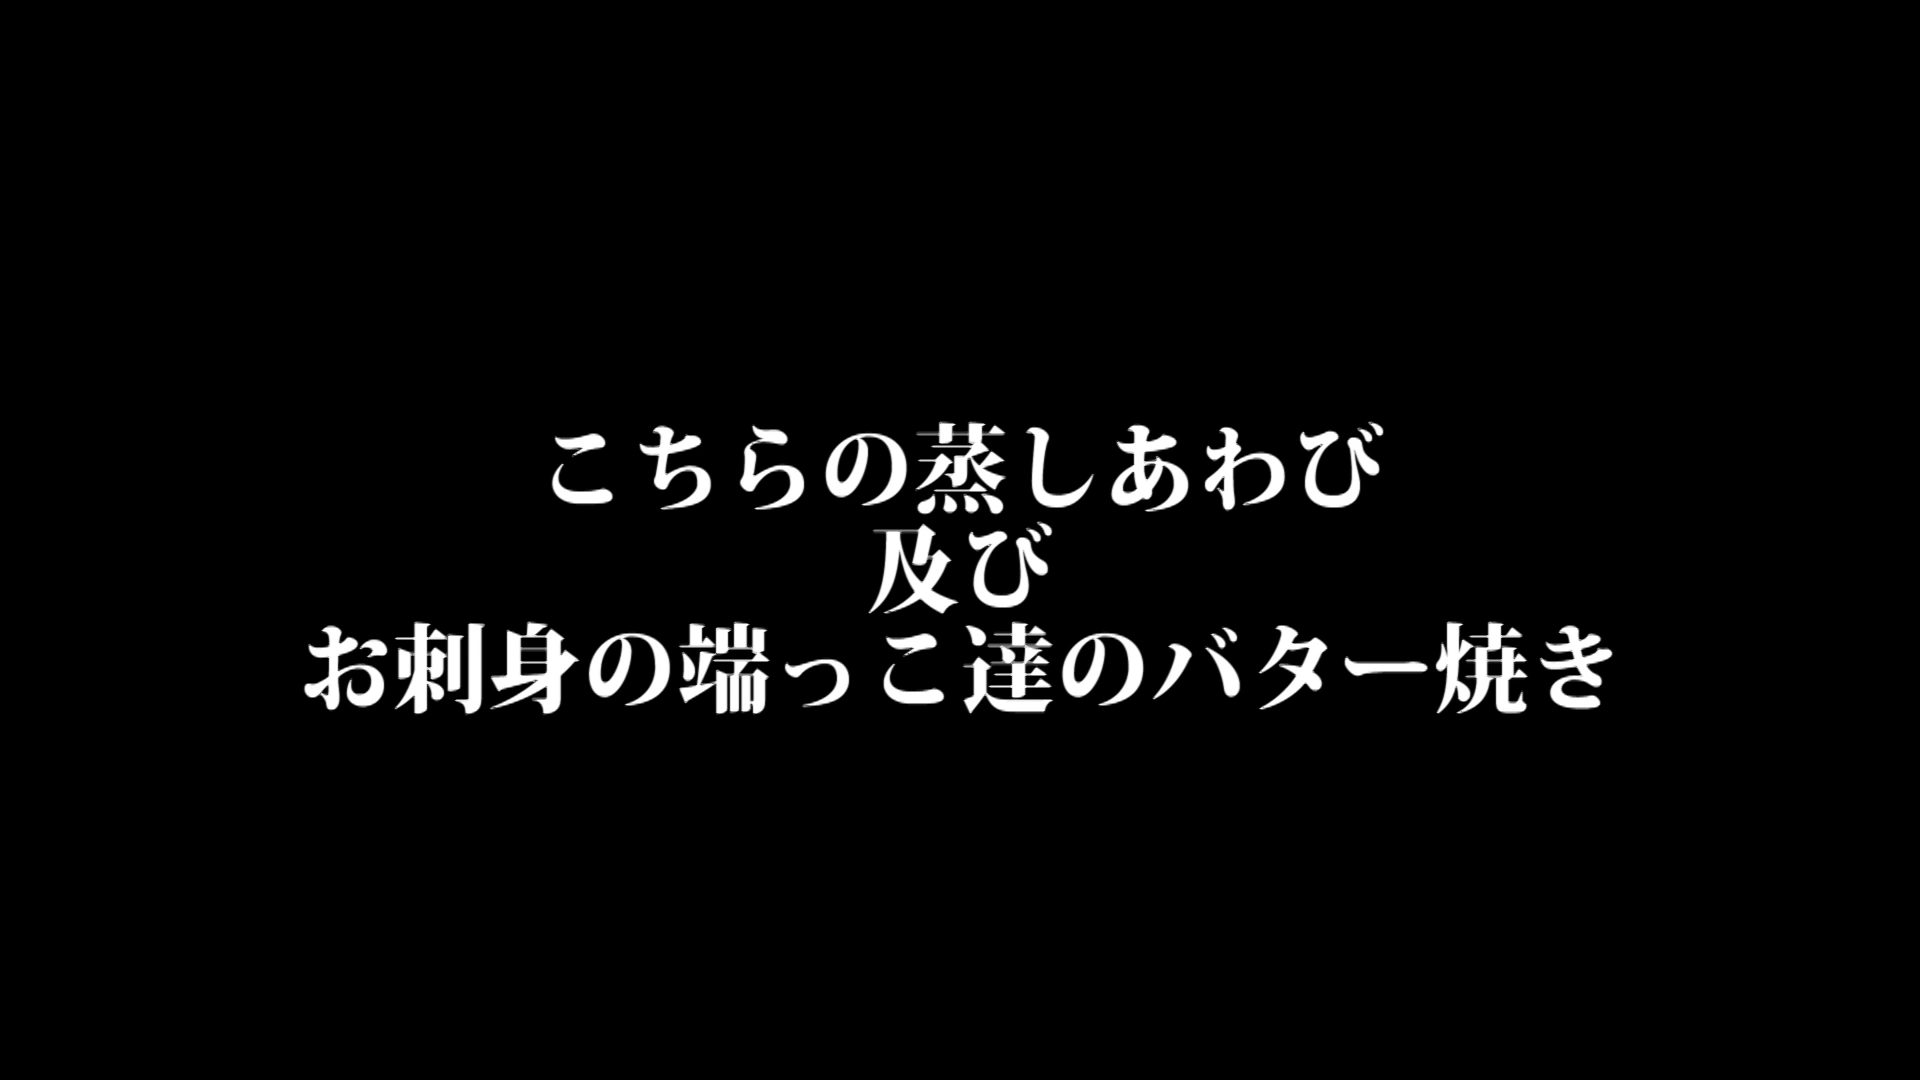 こちらの蒸しあわび
及び
お刺身の端っこ達のバター焼き